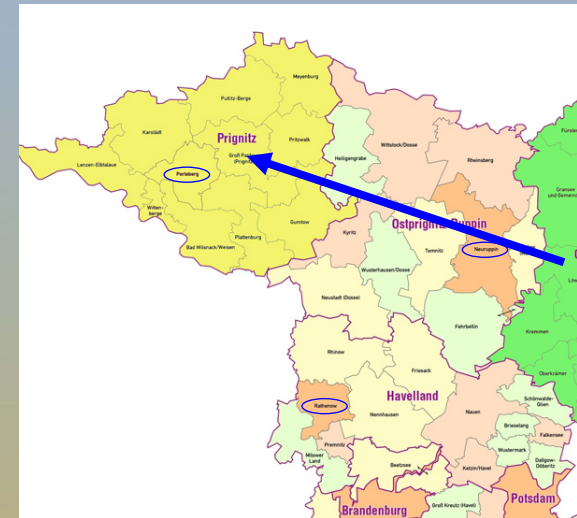 Meyenburg
Putlitz-Berge
Karstädt
Prignitz
Pritzwalk
Groß Pan
(Prignitz
Lenzen-Elbtalaue
Perleberg
Witten-
berge
Gumtow
Plattenburg
Bad Wilsnack/Weisen
Heiligengrabe
Wittstock/Dosse
Rheinsberg
Fürste
Gransee
und Gemein
Ostprignitz-Ruppin
Kyritz
Temnitz
Neuruppin
Wusterhausen/Dosse
Neustadt (Dosse)
Fehrbellin
Kremmen
Oberkrämer
Rhinow
Friesack
Havelland
Rathenow
Nennhausen
Nauen
Schönwalde-
Glien
Brieselang
Falkensee
Premnitz
Milower
Land
Wustermark
Dallgow-
Döberitz
Beetzsee
Ketzin/Havel
Potsdam
Groß Kreutz (Havel)
Brandenburg